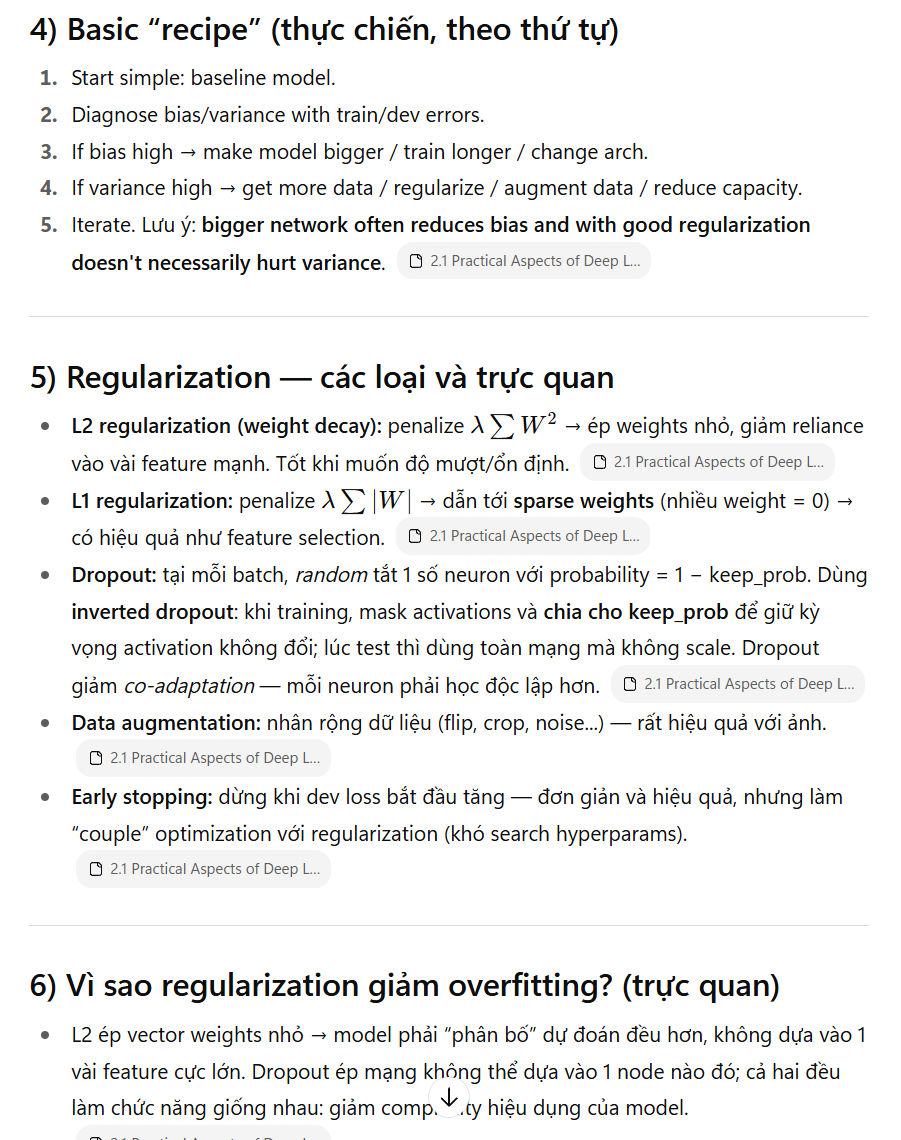 4) Basic “recipe” (thực chiến, theo thứ tự)
1. Start simple: baseline model.
2. Diagnose bias/variance with train/dev errors.
3. If bias high → make model bigger / train longer / change arch.
4. If variance high → get more data / regularize / augment data / reduce capacity.
5. Iterate. Lưu ý: bigger network often reduces bias and with good regularization
doesn't necessarily hurt variance. 2.1 Practical Aspects of Deep L...
5) Regularization — các loại và trực quan
• L2 regularization (weight decay): penalize λ ∑ W² → ép weights nhỏ, giảm reliance
vào vài feature mạnh. Tốt khi muốn độ mượt/ổn định. 2.1 Practical Aspects of Deep L...
• L1 regularization: penalize λ ∑ |W| → dẫn tới sparse weights (nhiều weight = 0) →
có hiệu quả như feature selection. 2.1 Practical Aspects of Deep L...
• Dropout: tại mỗi batch, random tắt 1 số neuron với probability = 1 − keep_prob. Dùng
inverted dropout: khi training, mask activations và chia cho keep_prob để giữ kỳ
vọng activation không đổi; lúc test thì dùng toàn mạng mà không scale. Dropout
giảm co-adaptation — mỗi neuron phải học độc lập hơn. 2.1 Practical Aspects of Deep L...
• Data augmentation: nhân rộng dữ liệu (flip, crop, noise...) — rất hiệu quả với ảnh.
2.1 Practical Aspects of Deep L...
• Early stopping: dừng khi dev loss bắt đầu tăng — đơn giản và hiệu quả, nhưng làm
“couple” optimization với regularization (khó search hyperparams).
2.1 Practical Aspects of Deep L...
6) Vì sao regularization giảm overfitting? (trực quan)
• L2 ép vector weights nhỏ → model phải “phân bố” dự đoán đều hơn, không dựa vào 1
vài feature cực lớn. Dropout ép mạng không thể dựa vào 1 node nào đó; cả hai đều
làm chức năng giống nhau: giảm hiệu dụng của model.